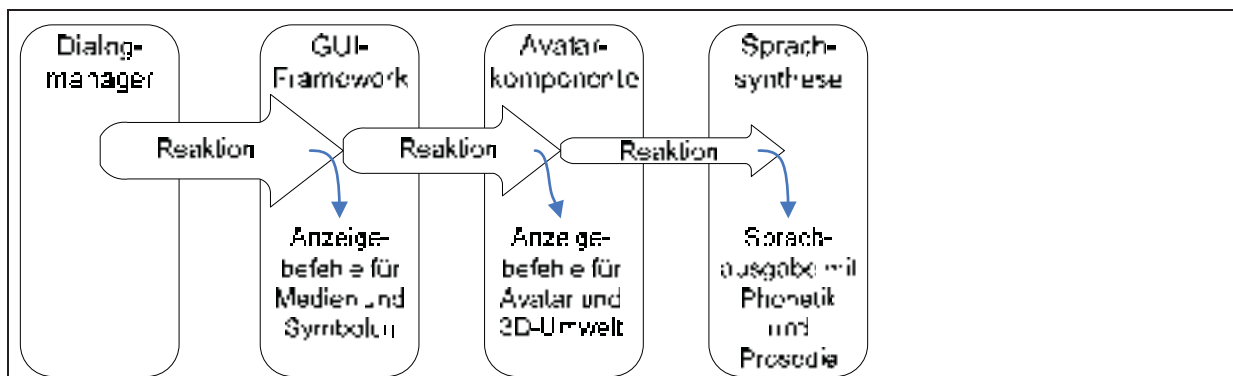 Dialog-
manager
GUI-
Framework
Avatar-
komponente
Sprach-
synthese
Reaktion
Reaktion
Reaktion
Anzeige-
befehle für
Medien und
Symbolen
Anzeige-
befehle für
Avatar und
3D-Umwelt
Sprach-
ausgabe mit
Phonetik
und
Prosodie